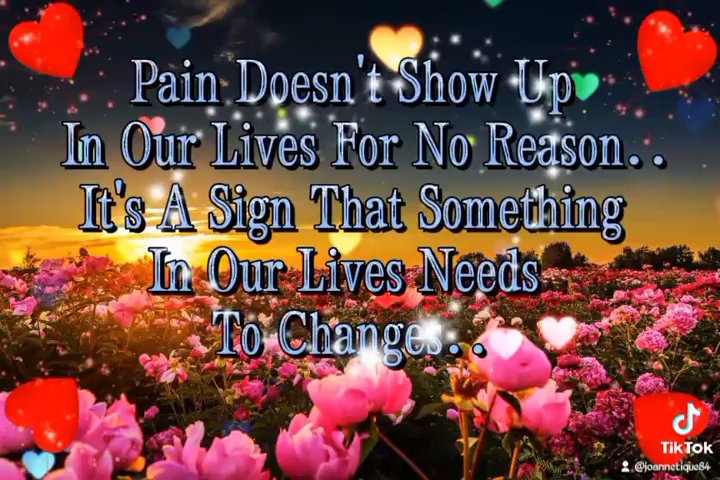 Pain Doesn't Show Up
In Our Lives For No Reason..
It's A Sign That Something
In Our Lives Needs
To Changes..
TikTok
@joannetique84